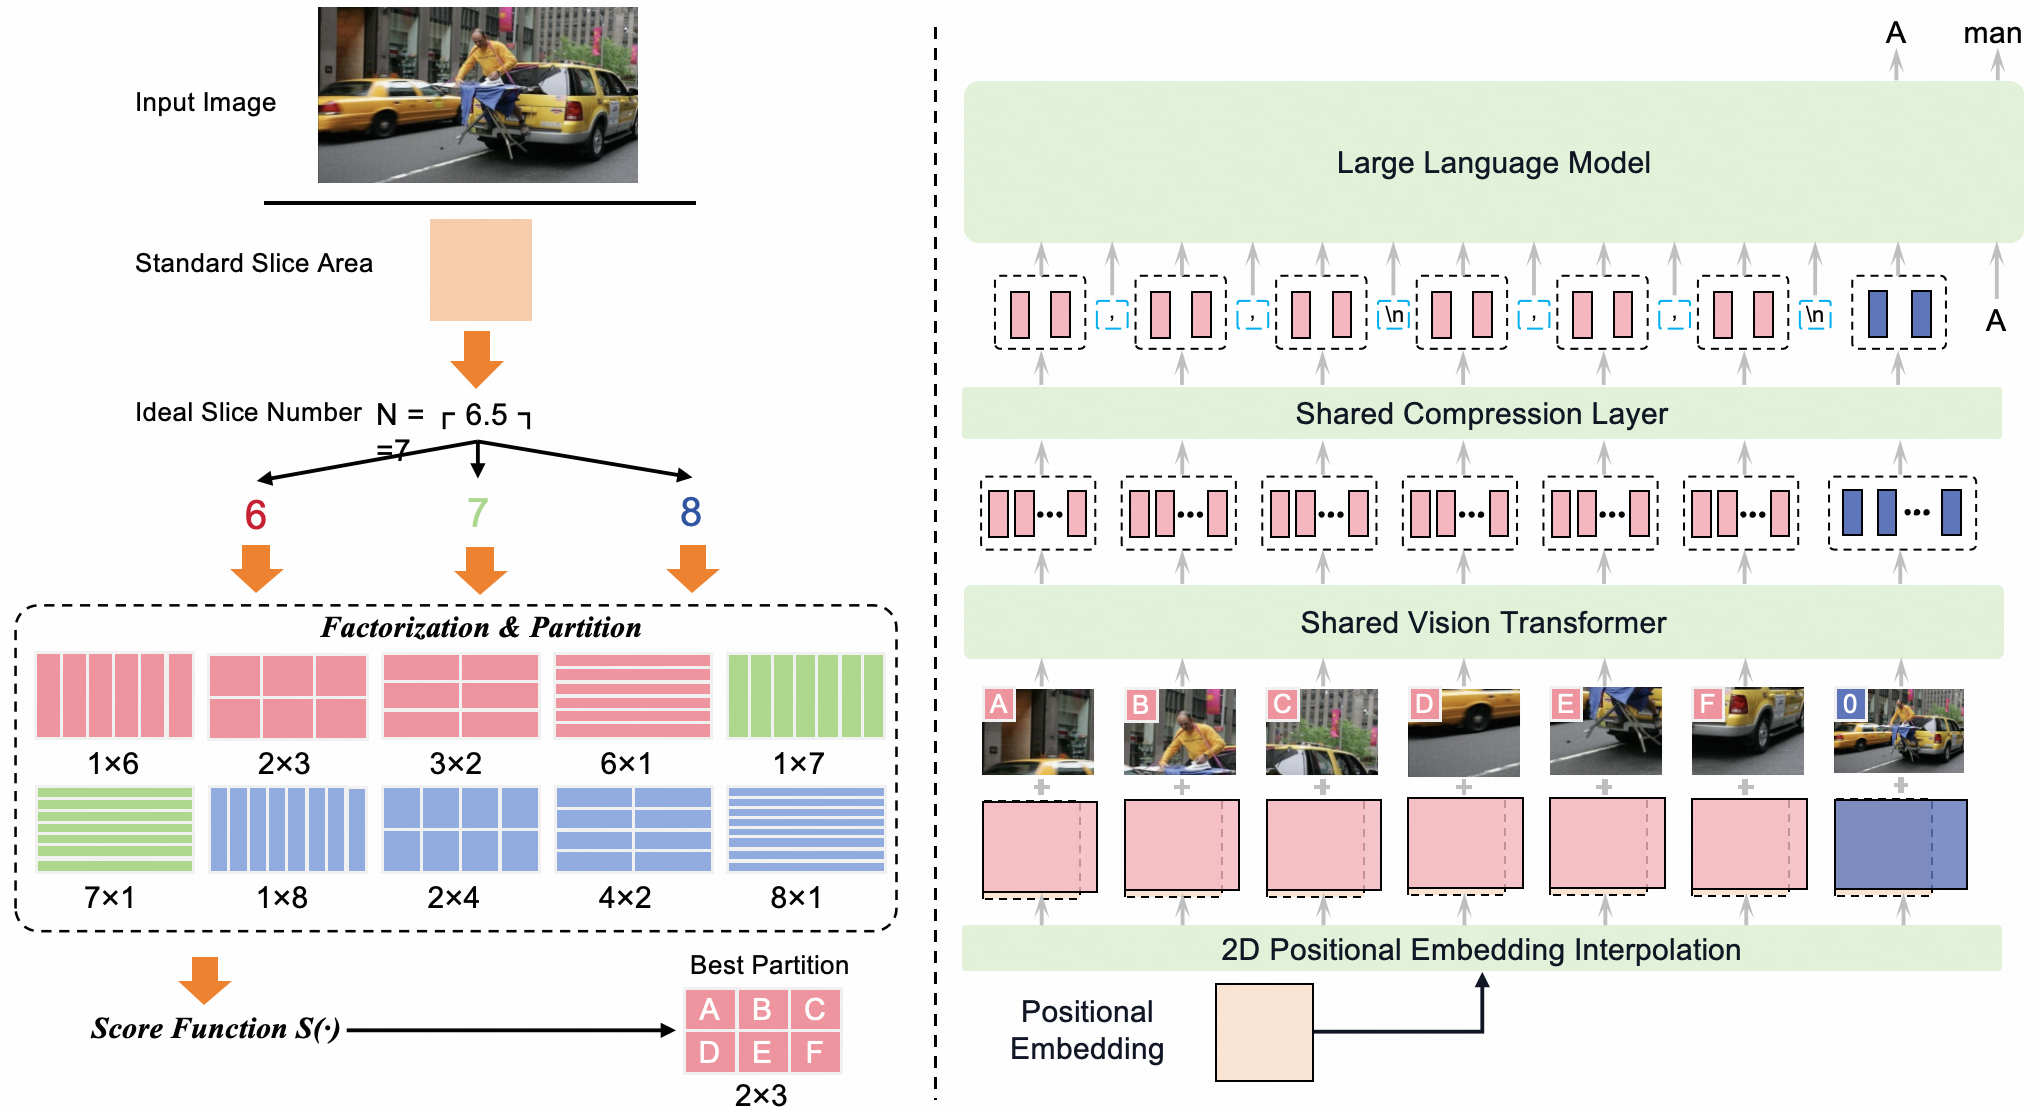 Input Image
Standard Slice Area
Ideal Slice Number N = ┌ 6.5 ┐
=7
6 7 8
Factorization & Partition
1×6 2×3 3×2 6×1 1×7
7×1 1×8 2×4 4×2 8×1
Score Function S(·)
Best Partition
A B C
D E F
2×3
A man
Large Language Model
, , \n , , \n A
Shared Compression Layer
... ... ... ... ... ... ...
Shared Vision Transformer
A B C D E F 0
+ + + + + + +
2D Positional Embedding Interpolation
Positional
Embedding